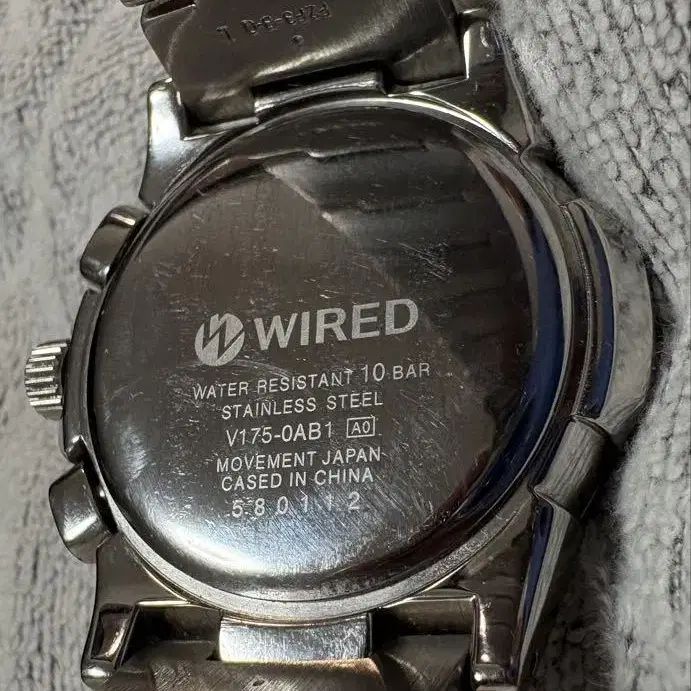 WIRED
WATER RESISTANT 10 BAR
STAINLESS STEEL
V175-0AB1 A0
MOVEMENT JAPAN
CASED IN CHINA
580112